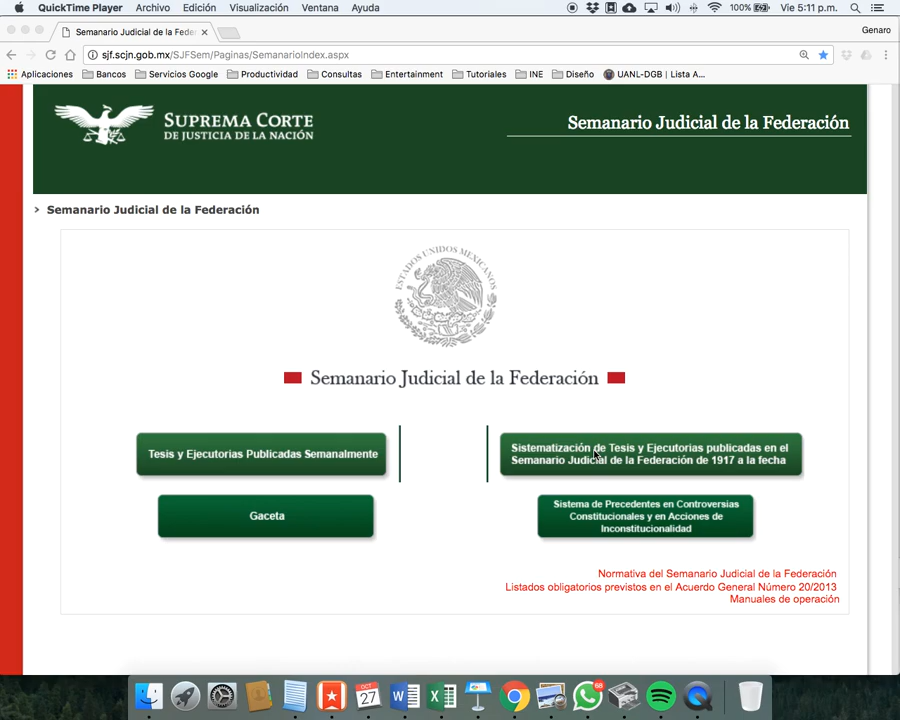 QuickTime Player Archivo Edición Visualización Ventana Ayuda 100% Vie 5:11 p.m.
Semanario Judicial de la Feder × Genaro
sjf.scjn.gob.mx/SJFSem/Paginas/SemanarioIndex.aspx
Aplicaciones Bancos Servicios Google Productividad Consultas Entertainment Tutoriales INE Diseño UANL-DGB | Lista A...
SUPREMA CORTE
DE JUSTICIA DE LA NACIÓN
Semanario Judicial de la Federación
> Semanario Judicial de la Federación
ESTADOS UNIDOS MEXICANOS
Semanario Judicial de la Federación
Tesis y Ejecutorias Publicadas Semanalmente
Sistematización de Tesis y Ejecutorias publicadas en el
Semanario Judicial de la Federación de 1917 a la fecha
Gaceta
Sistema de Precedentes en Controversias
Constitucionales y en Acciones de
Inconstitucionalidad
Normativa del Semanario Judicial de la Federación
Listados obligatorios previstos en el Acuerdo General Número 20/2013
Manuales de operación
OCT
27
W
X
68